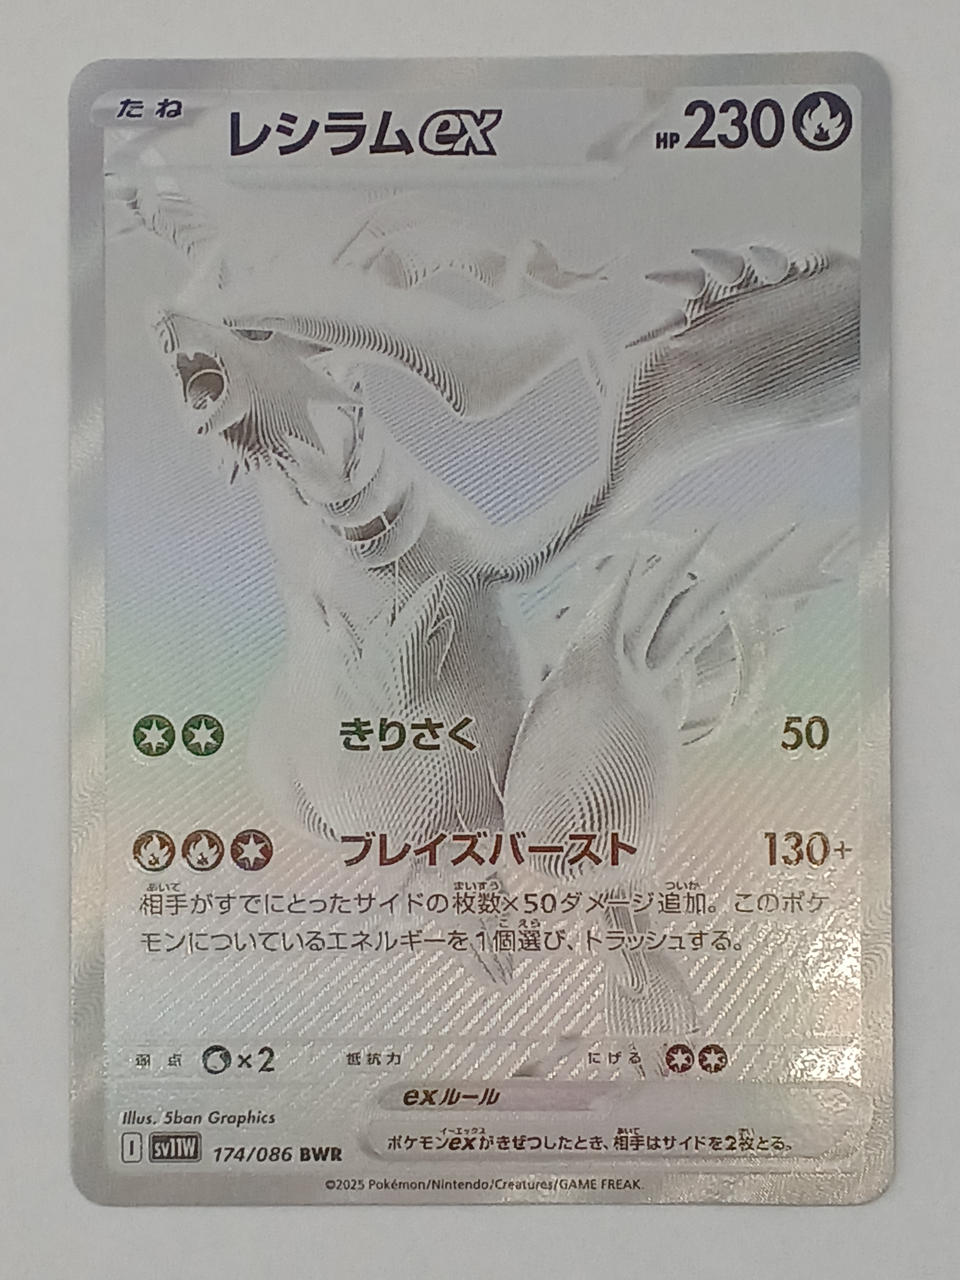 たね レシラムex HP230
きりさく 50
ブレイズバースト 130+
相手がすでにとったサイドの枚数×50ダメージ追加。このポケ
モンについているエネルギーを1個選び、トラッシュする。
弱点 ×2 抵抗力 にげる
exルール
Illus. 5ban Graphics
ポケモンexがきぜつしたとき、相手はサイドを2枚とる。
I SV11W 174/086 BWR
©2025 Pokémon/Nintendo/Creatures/GAME FREAK.